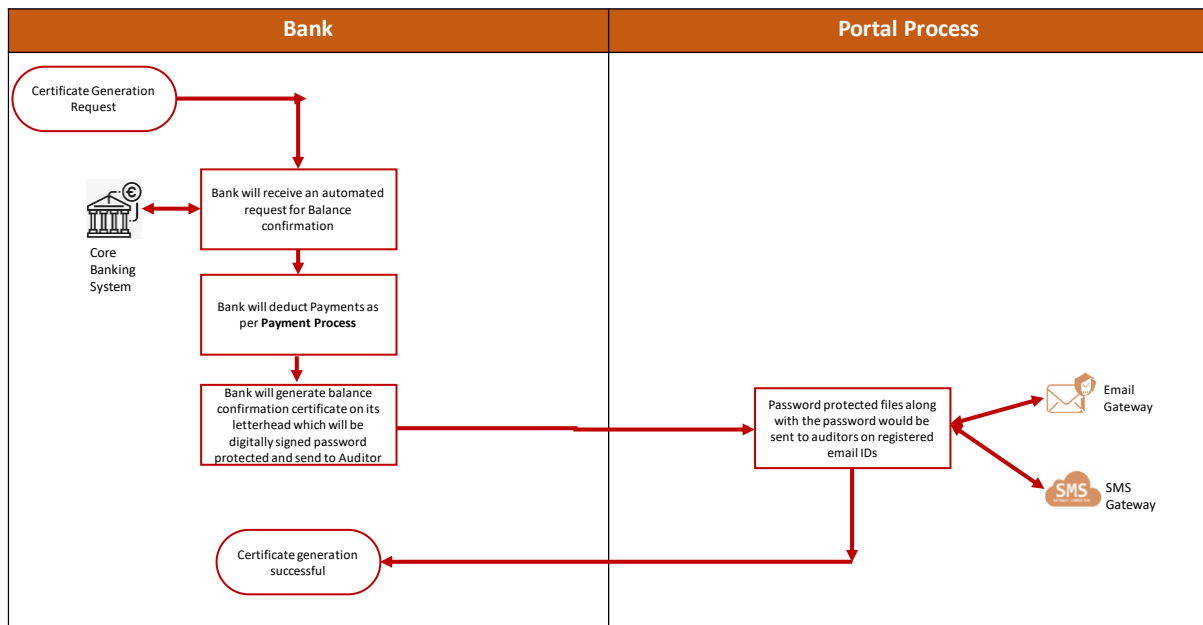 Bank
Portal Process
Certificate Generation
Request
Bank will receive an automated
request for Balance
confirmation
Core
Banking
System
Bank will deduct Payments as
per Payment Process
Bank will generate balance
confirmation certificate on its
letterhead which will be
digitally signed password
protected and send to Auditor
Password protected files along
with the password would be
sent to auditors on registered
email IDs
Email
Gateway
SMS
SMS
Gateway
Certificate generation
successful